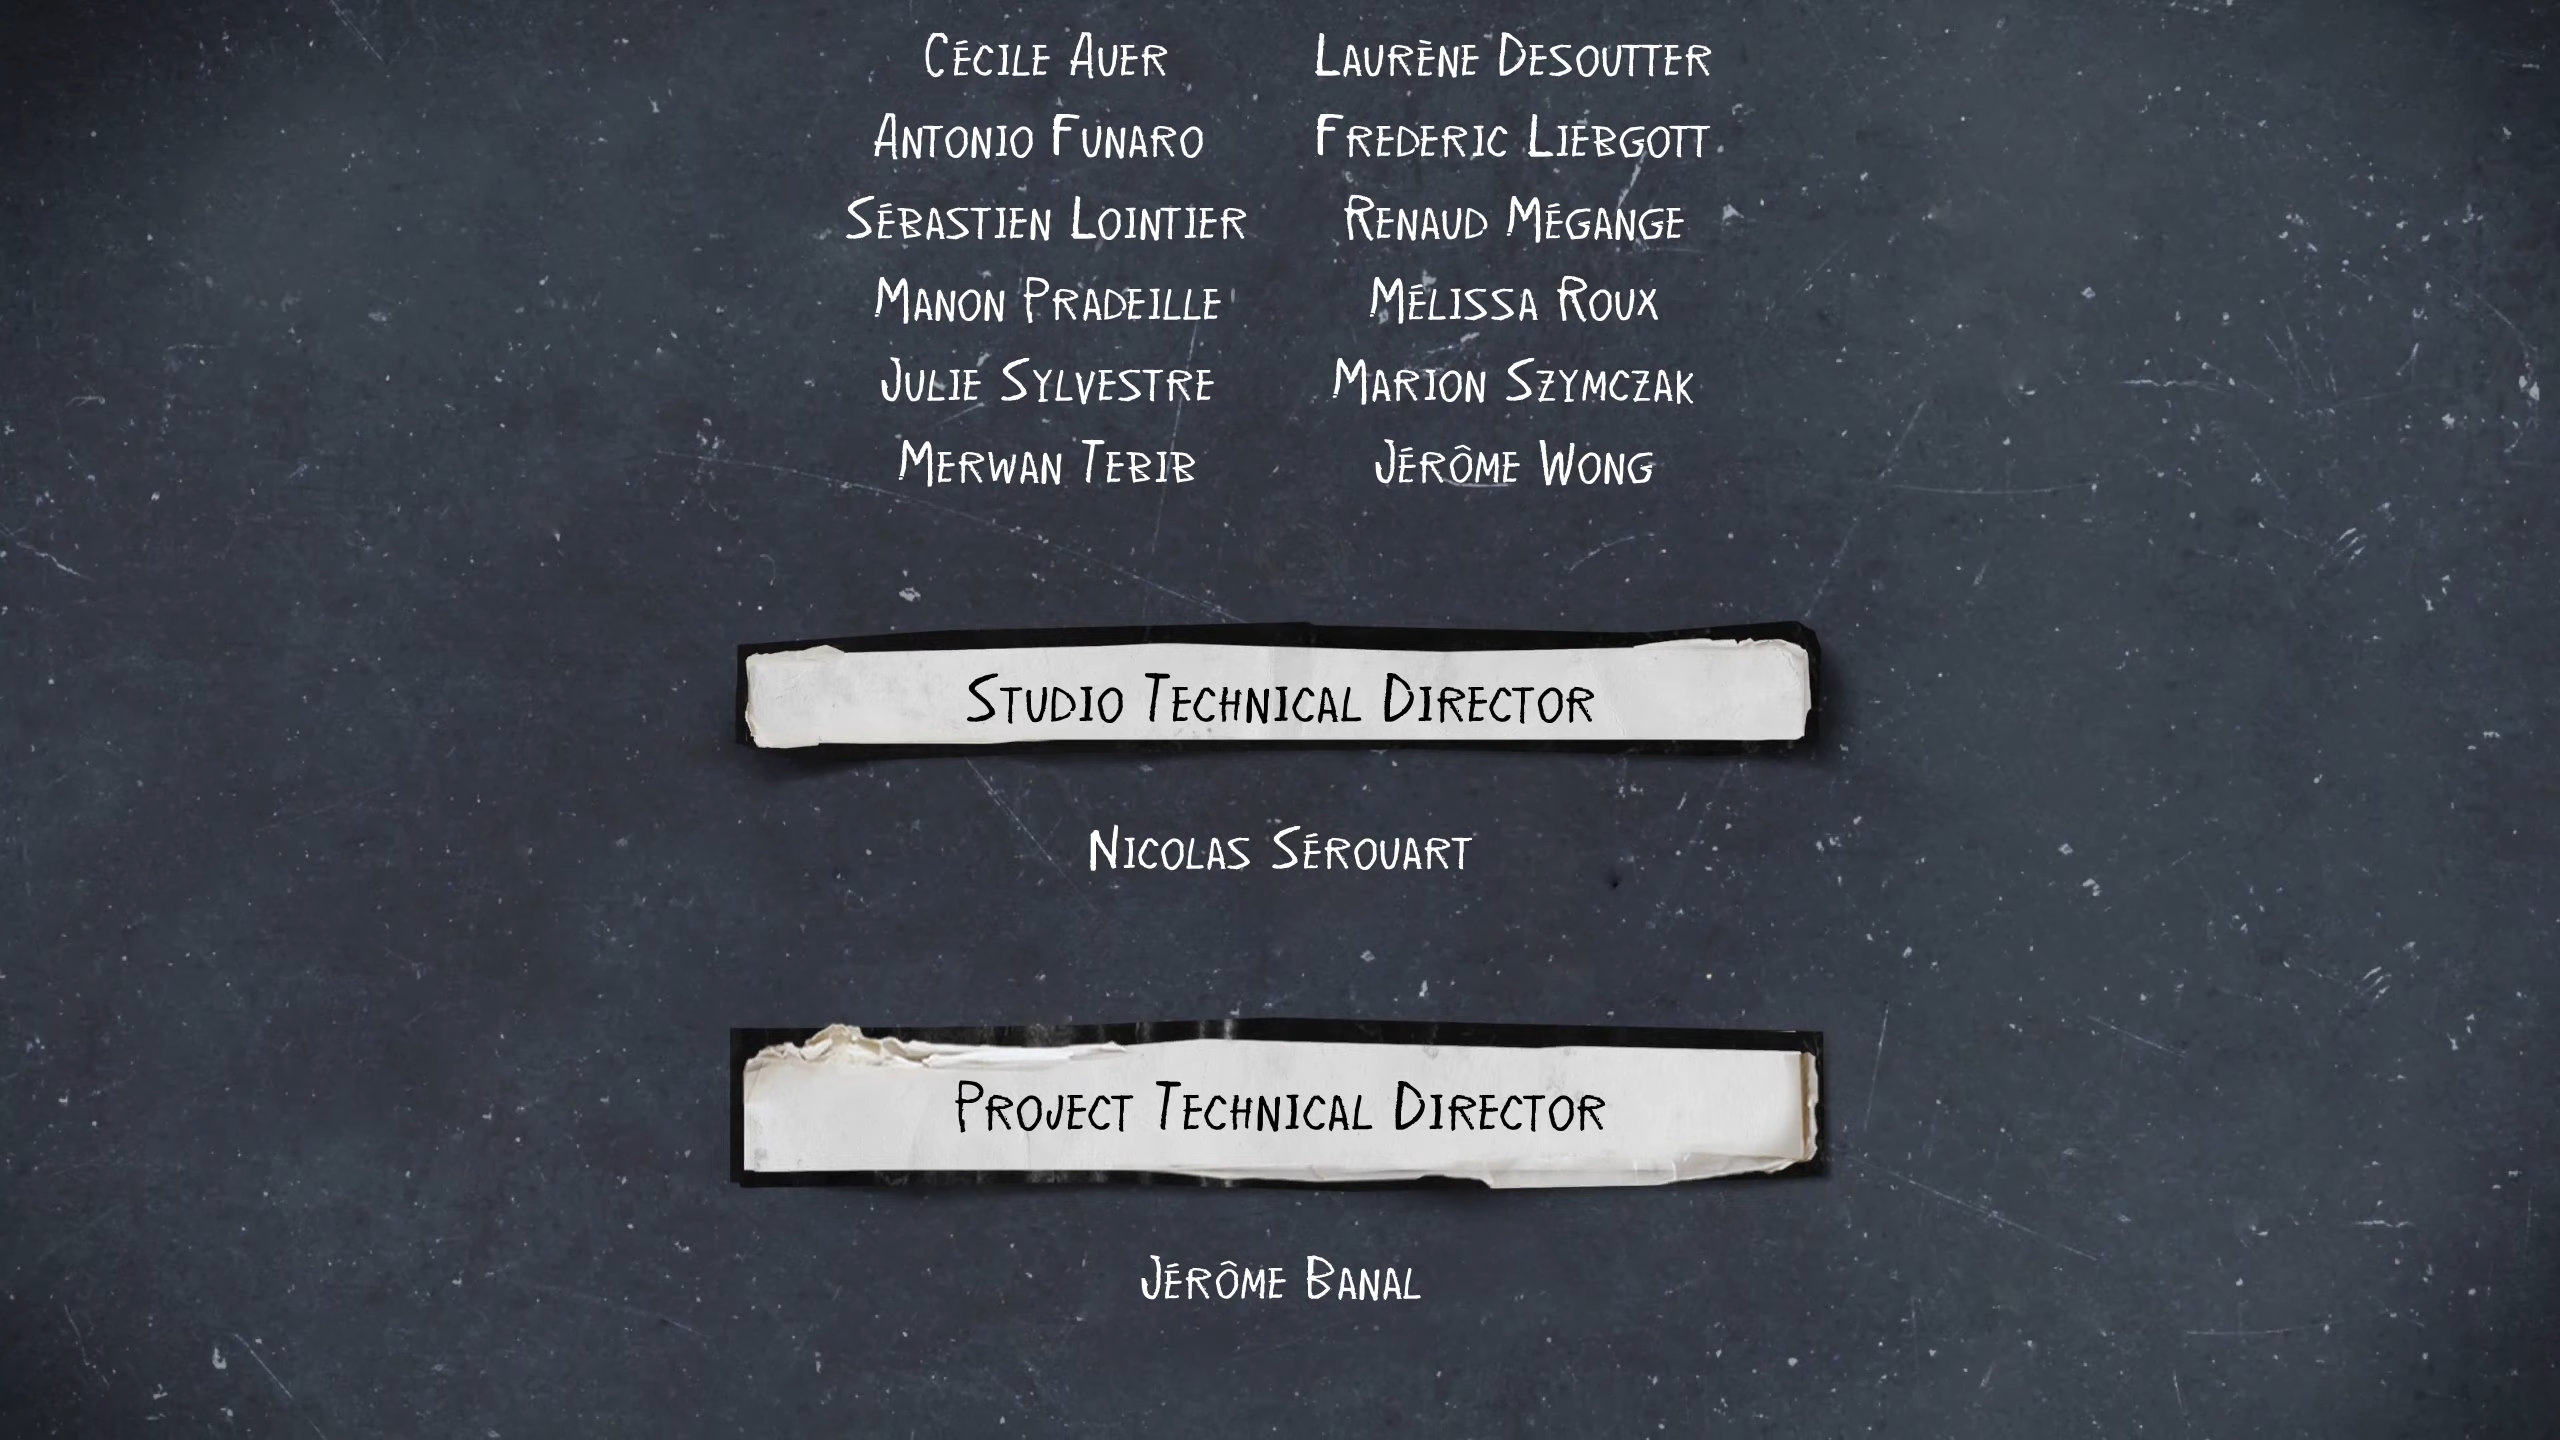 Cécile Auer Laurène Desoutter
Antonio Funaro Frederic Liebgott
Sébastien Lointier Renaud Mégange
Manon Pradeille Mélissa Roux
Julie Sylvestre Marion Szymczak
Merwan Tebib Jérôme Wong
Studio Technical Director
Nicolas Sérouart
Project Technical Director
Jérôme Banal